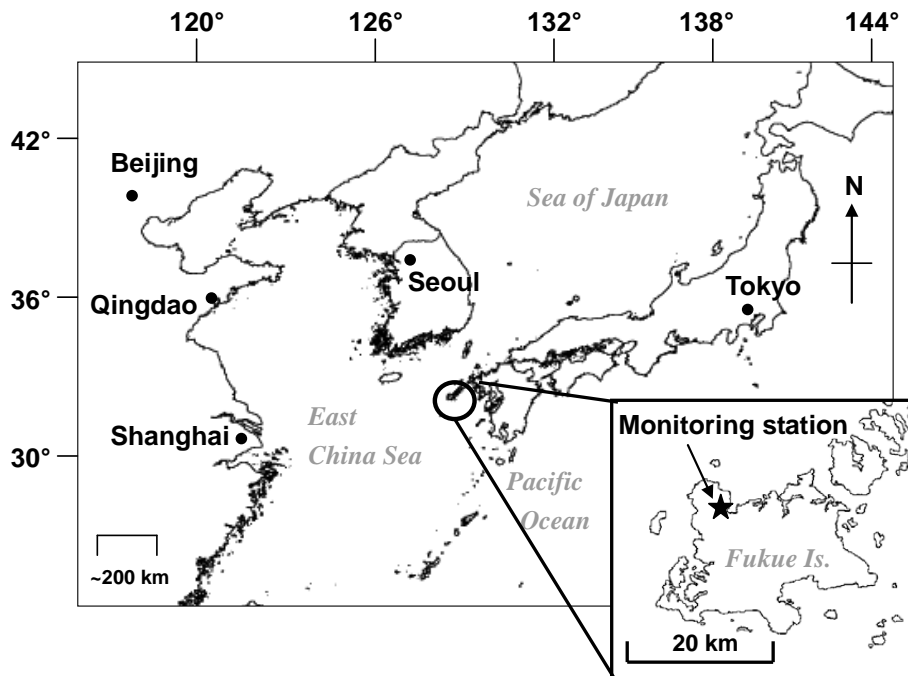 120° 126° 132° 138° 144°
42°
36°
30°
Beijing
Sea of Japan
N
Seoul
Qingdao
Tokyo
East
China Sea
Shanghai
Pacific
Ocean
~200 km
Monitoring station
Fukue Is.
20 km